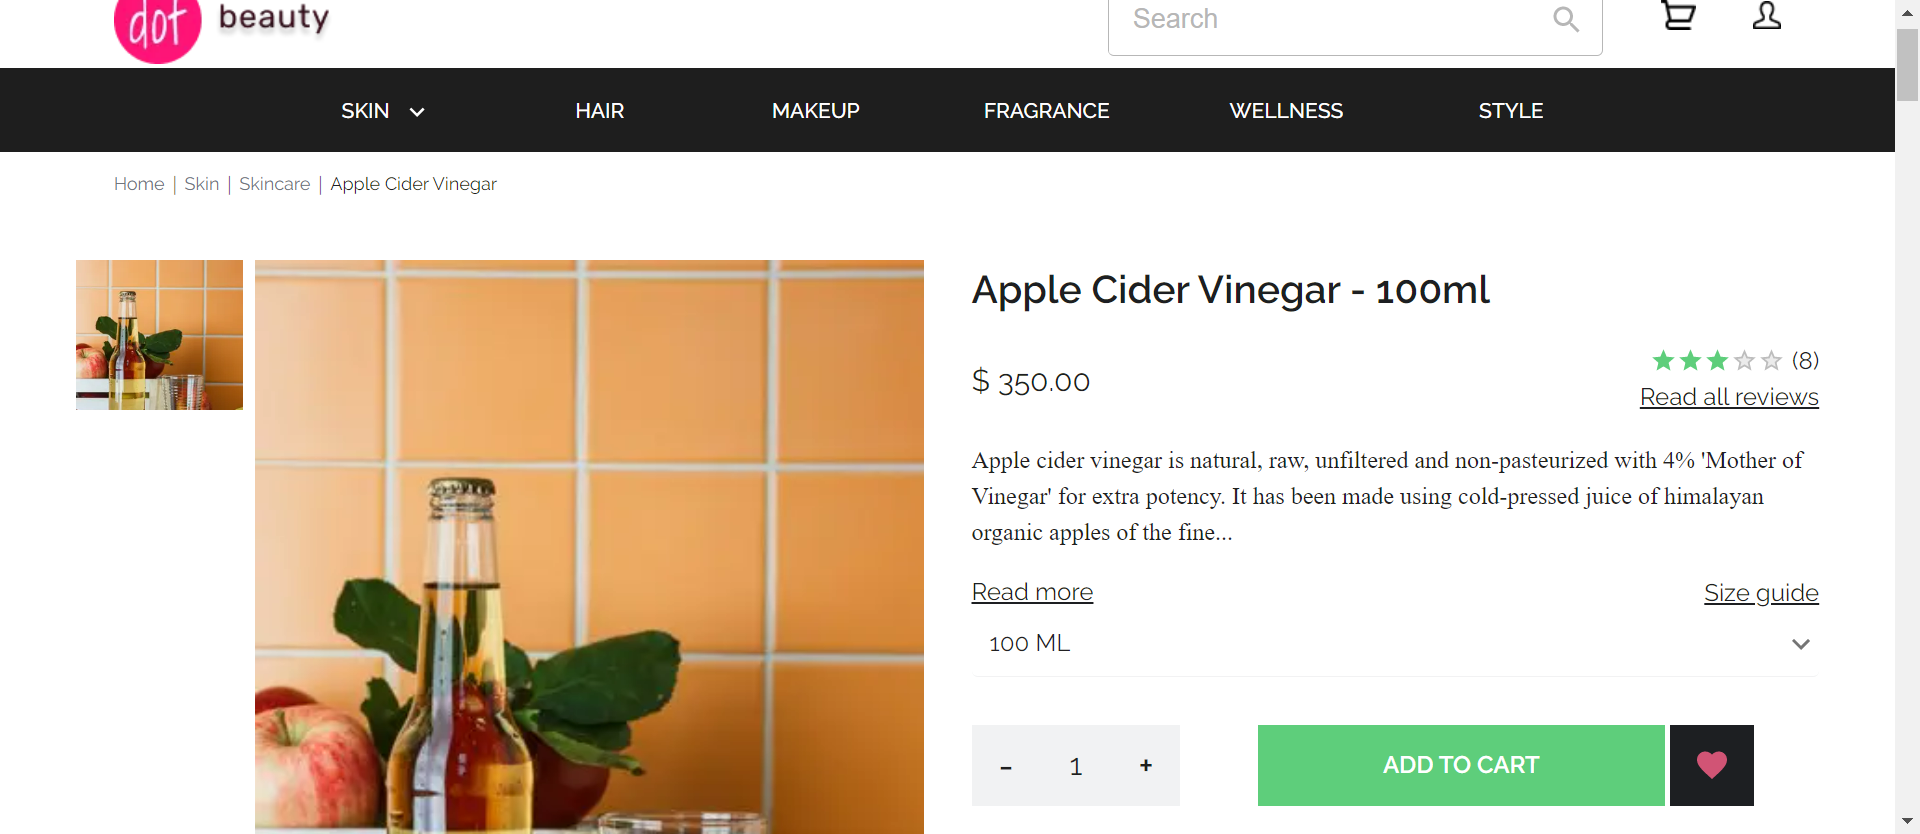 dot beauty
Search
SKIN
HAIR
MAKEUP
FRAGRANCE
WELLNESS
STYLE
Home | Skin | Skincare | Apple Cider Vinegar
Apple Cider Vinegar - 100ml
$ 350.00
(8)
Read all reviews
Apple cider vinegar is natural, raw, unfiltered and non-pasteurized with 4% 'Mother of
Vinegar' for extra potency. It has been made using cold-pressed juice of himalayan
organic apples of the fine...
Read more
Size guide
100 ML
- 1 +
ADD TO CART